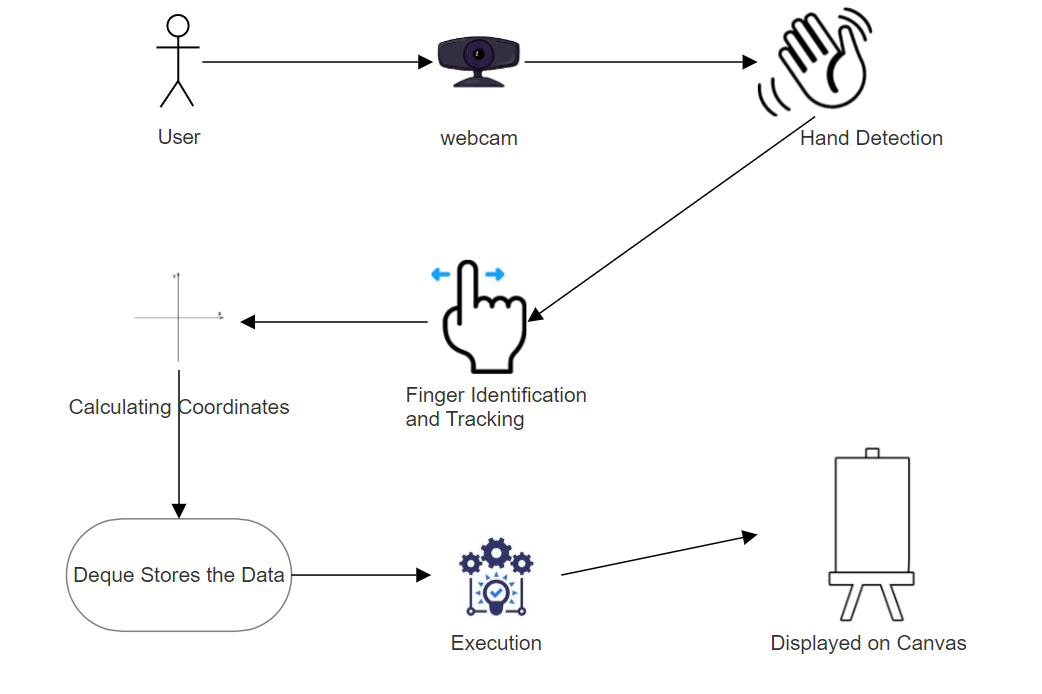 User
webcam
Hand Detection
Finger Identification
and Tracking
Calculating Coordinates
Deque Stores the Data
Execution
Displayed on Canvas